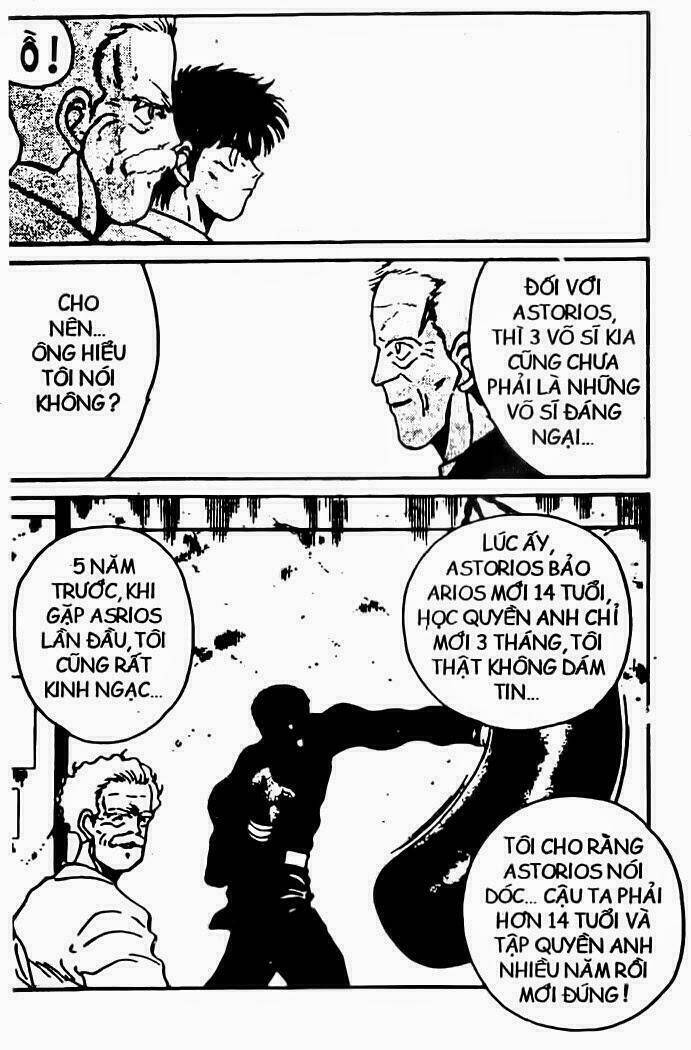 Ồ!
CHO
NÊN...
ÔNG HIỂU
TÔI NÓI
KHÔNG?
ĐỐI VỚI
ASTORIOS,
THÌ 3 VÕ SĨ KIA
CŨNG CHƯA
PHẢI LÀ NHỮNG
VÕ SĨ ĐÁNG
NGẠI...
5 NĂM
TRƯỚC, KHI
GẶP ASRIOS
LẦN ĐẦU, TÔI
CŨNG RẤT
KINH NGẠC...
LÚC ẤY,
ASTORIOS BẢO
ARIOS MỚI 14 TUỔI,
HỌC QUYỀN ANH CHỈ
MỚI 3 THÁNG, TÔI
THẬT KHÔNG DÁM
TIN...
TÔI CHO RẰNG
ASTORIOS NÓI
DÓC... CẬU TA PHẢI
HƠN 14 TUỔI VÀ
TẬP QUYỀN ANH
NHIỀU NĂM RỒI
MỚI ĐÚNG!